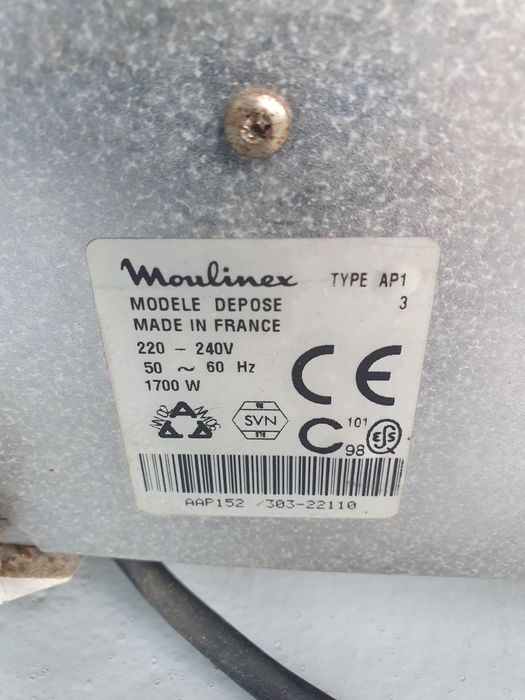 Moulinex TYPE AP1
MODELE DEPOSE 3
MADE IN FRANCE
220 - 240V
50 ~ 60 Hz
1700 W
CE
SVN
C 101
98
AAP152 /303-22110